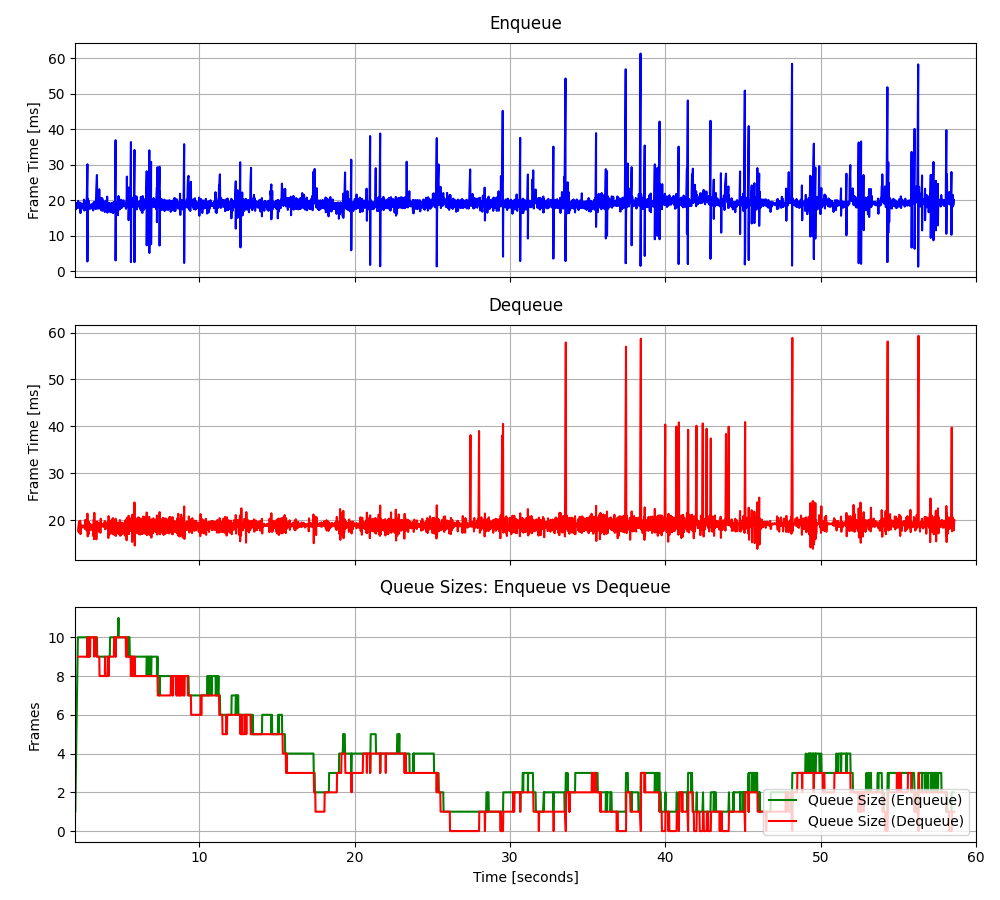 Enqueue
60
50
40
30
20
10
0
Frame Time [ms]
Dequeue
60
50
40
30
20
Frame Time [ms]
Queue Sizes: Enqueue vs Dequeue
10
8
6
4
2
0
Frames
Queue Size (Enqueue)
Queue Size (Dequeue)
10 20 30 40 50 60
Time [seconds]